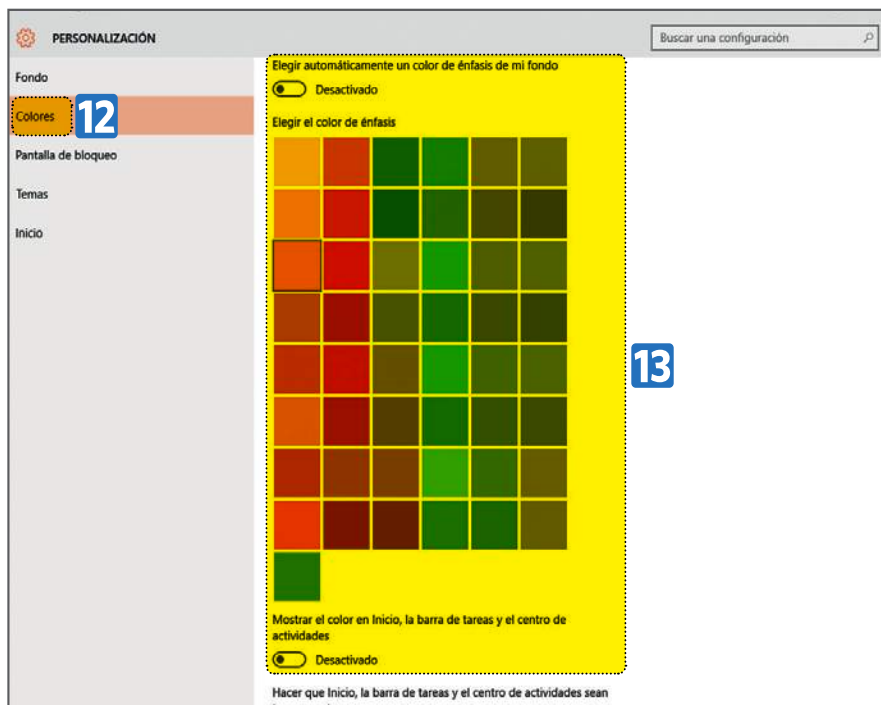 PERSONALIZACIÓN
Buscar una configuración
Fondo
Colores
12
Pantalla de bloqueo
Temas
Inicio
Elegir automáticamente un color de énfasis de mi fondo
Desactivado
Elegir el color de énfasis
13
Mostrar el color en Inicio, la barra de tareas y el centro de
actividades
Desactivado
Hacer que Inicio, la barra de tareas y el centro de actividades sean